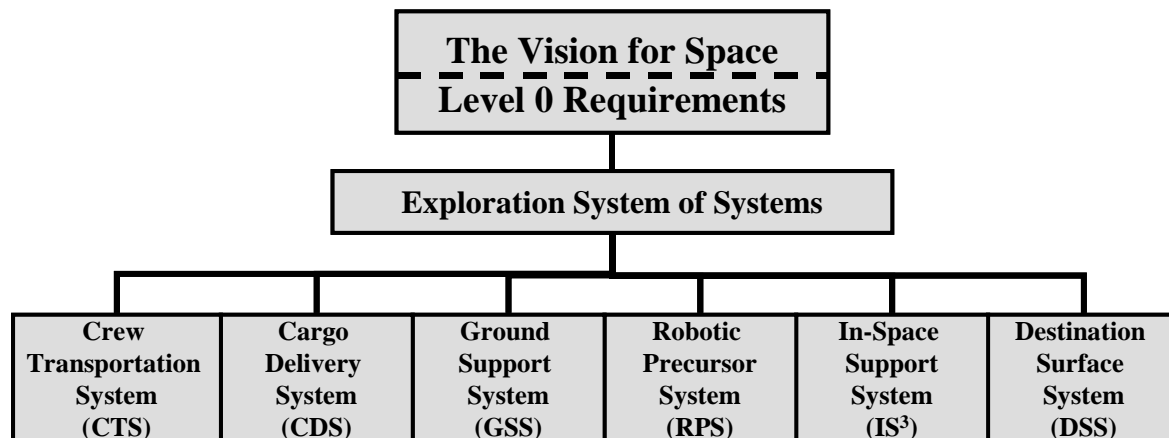 The Vision for Space
Level 0 Requirements
Exploration System of Systems
Crew
Transportation
System
(CTS)
Cargo
Delivery
System
(CDS)
Ground
Support
System
(GSS)
Robotic
Precursor
System
(RPS)
In-Space
Support
System
(IS³)
Destination
Surface
System
(DSS)